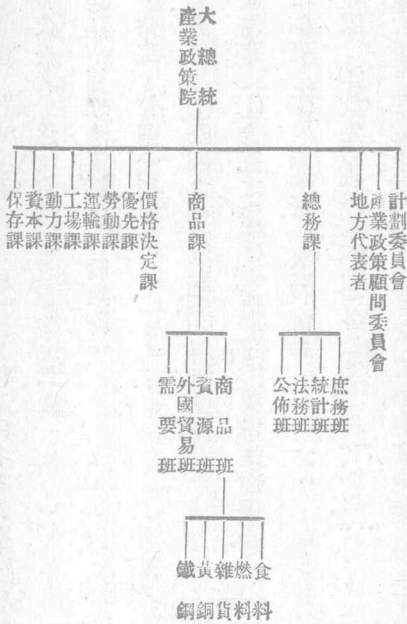 大總統
產業政策院
計劃委員會
產業政策顧問委員會
地方代表者
總務課
商品課
價格決定課
優先課
勞動課
運輸課
工場課
動力課
資本課
保存課
庶務班
統計班
法務班
公佈班
商品班
資源班
外國貿易班
需要班
食料
燃料
雜貨
黃銅
鐵鋼